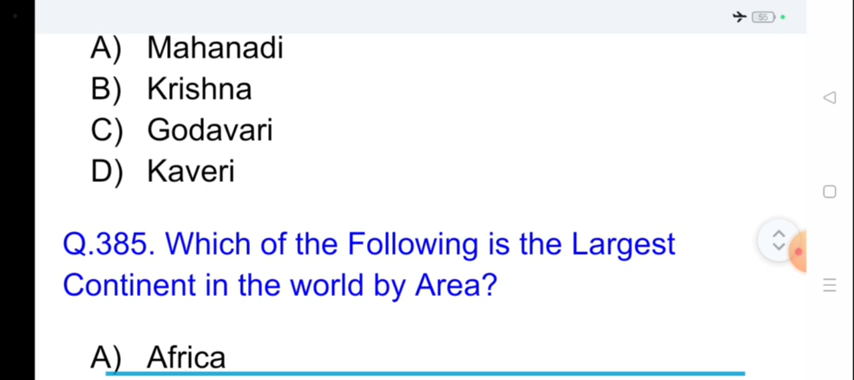 55
A) Mahanadi
B) Krishna
C) Godavari
D) Kaveri
Q.385. Which of the Following is the Largest
Continent in the world by Area?
A) Africa